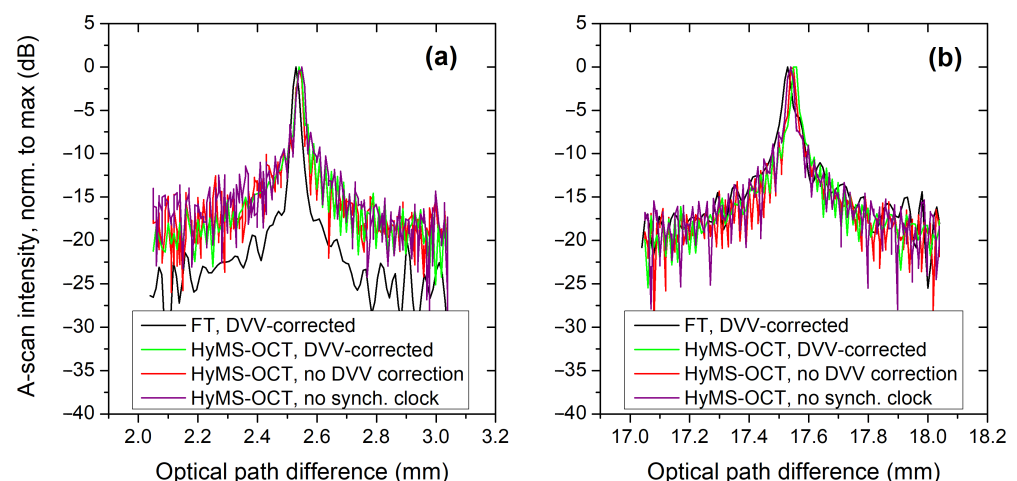 A-scan intensity, norm. to max (dB)
5
0
−5
−10
−15
−20
−25
−30
−35
−40
(a)
FT, DVV-corrected
HyMS-OCT, DVV-corrected
HyMS-OCT, no DVV correction
HyMS-OCT, no synch. clock
2.0 2.2 2.4 2.6 2.8 3.0 3.2
Optical path difference (mm)
5
0
−5
−10
−15
−20
−25
−30
−35
−40
(b)
FT, DVV-corrected
HyMS-OCT, DVV-corrected
HyMS-OCT, no DVV correction
HyMS-OCT, no synch. clock
17.0 17.2 17.4 17.6 17.8 18.0 18.2
Optical path difference (mm)